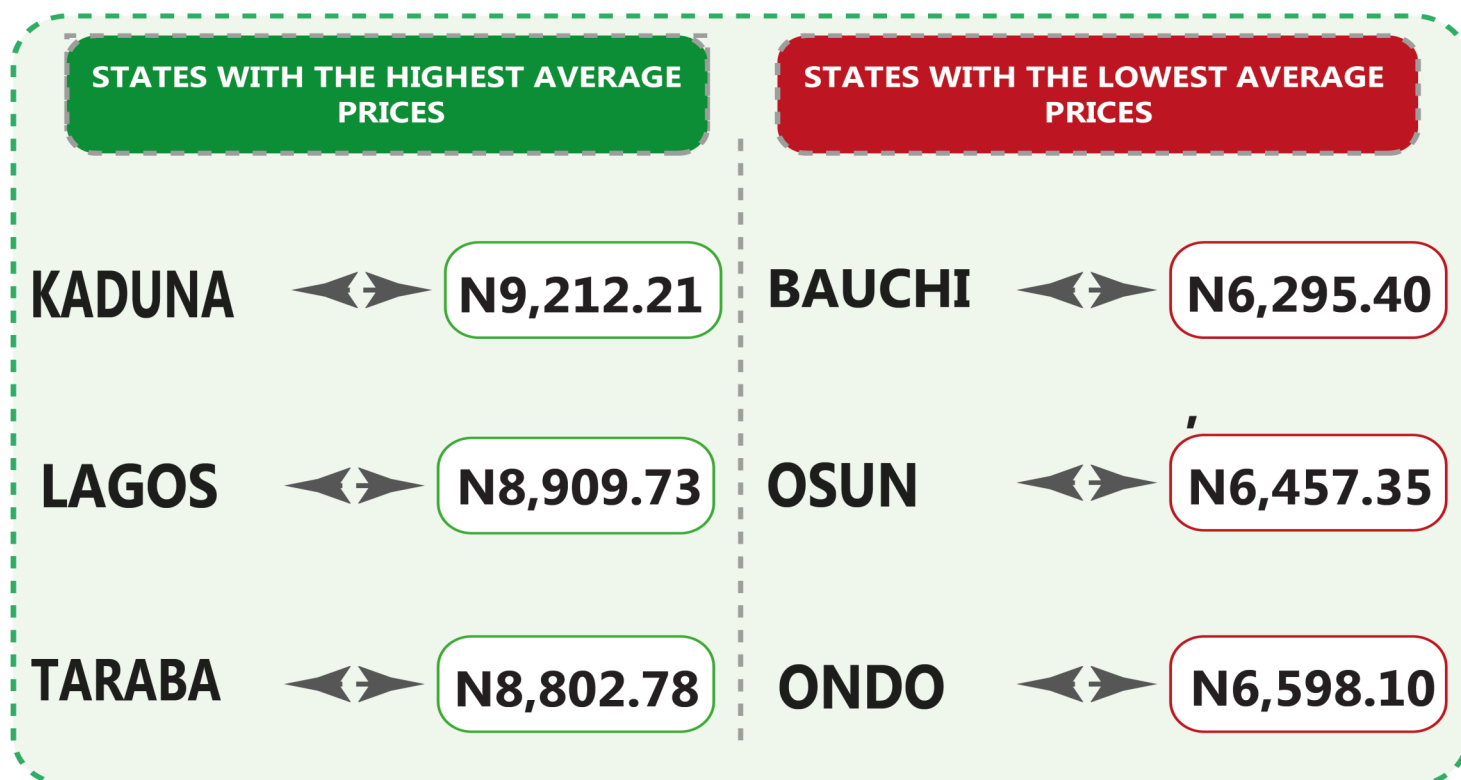 STATES WITH THE HIGHEST AVERAGE
PRICES
KADUNA N9,212.21
LAGOS N8,909.73
TARABA N8,802.78
STATES WITH THE LOWEST AVERAGE
PRICES
BAUCHI N6,295.40
,
OSUN N6,457.35
ONDO N6,598.10